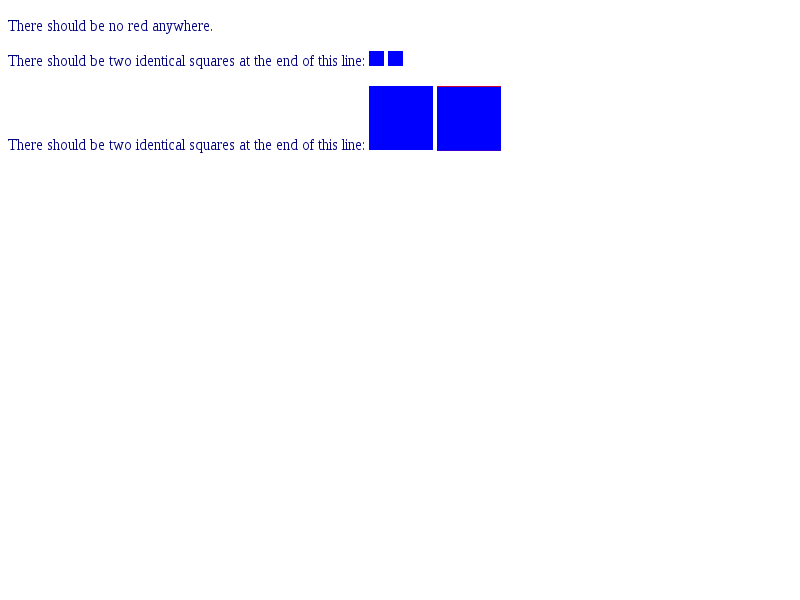 There should be no red anywhere.
There should be two identical squares at the end of this line:
There should be two identical squares at the end of this line: